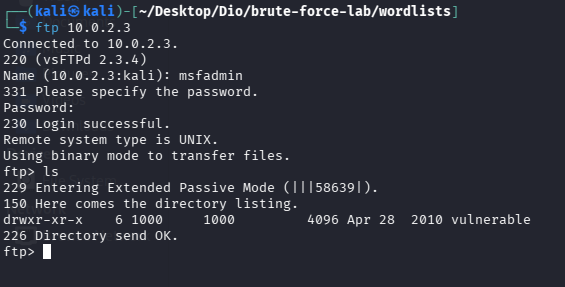 ┌──(kali㉿kali)-[~/Desktop/Dio/brute-force-lab/wordlists]
└─$ ftp 10.0.2.3
Connected to 10.0.2.3.
220 (vsFTPd 2.3.4)
Name (10.0.2.3:kali): msfadmin
331 Please specify the password.
Password:
230 Login successful.
Remote system type is UNIX.
Using binary mode to transfer files.
ftp> ls
229 Entering Extended Passive Mode (|||58639|).
150 Here comes the directory listing.
drwxr-xr-x    6 1000     1000         4096 Apr 28  2010 vulnerable
226 Directory send OK.
ftp>